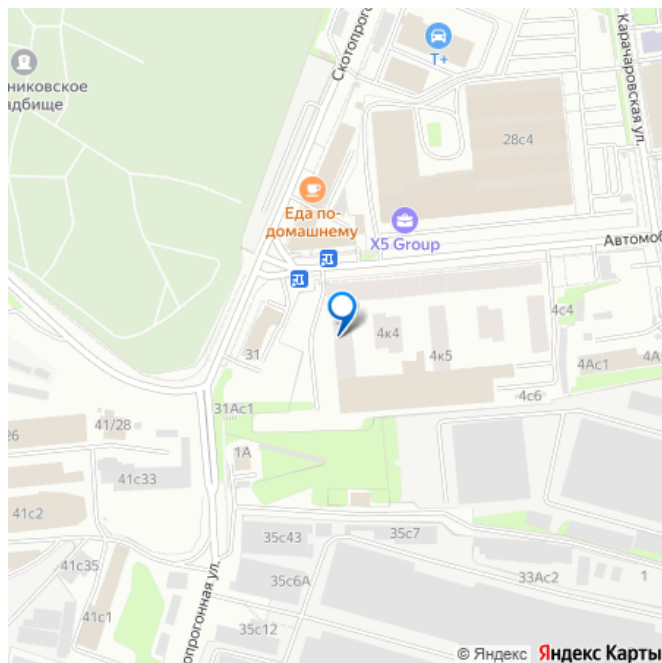 Скотопрог
Карачаровская ул.
T+
никовское
адбище
28с4
Еда по-
домашнему
X5 Group
Автомоб
4с4
4к4
4к5
31
4Ас1
4А
4с6
31Ас1
41/28
26
1А
41с33
41с2
35с43
35с7
41с35
35с6А
33Ас2
1
41с1
опрогонная ул.
35с12
© Яндекс Яндекс Карты